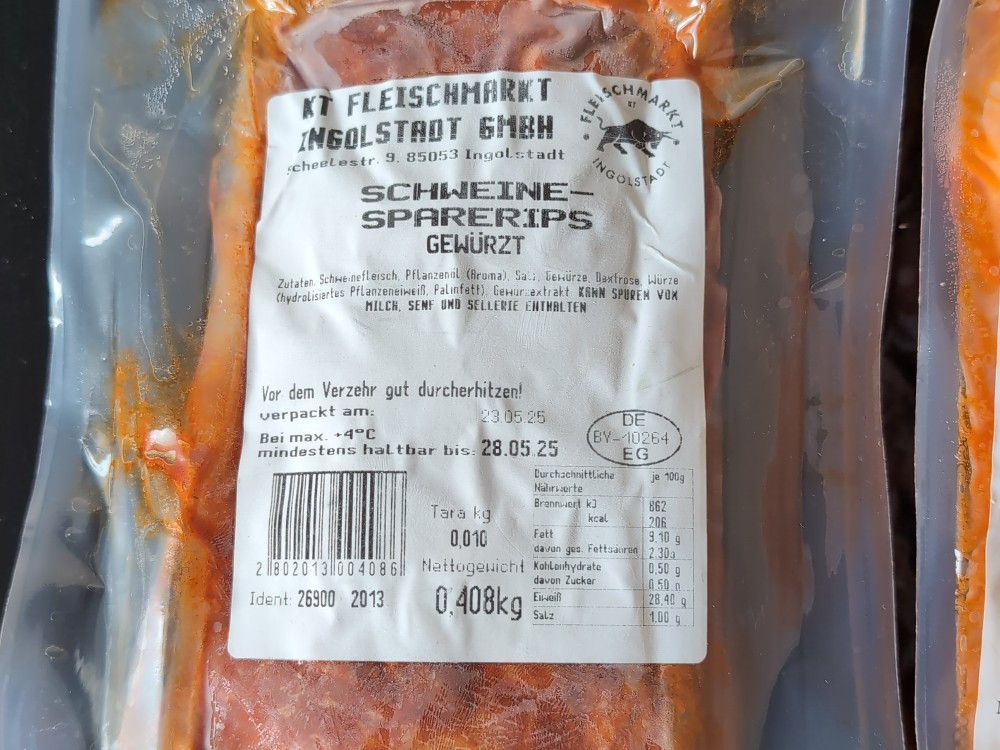 KT FLEISCHMARKT
INGOLSTADT GMBH
Scheelestr. 9, 85053 Ingolstadt
FLEISCHMARKT
KT
INGOLSTADT
SCHWEINE-
SPARERIPS
GEWÜRZT
Zutaten: Schweinefleisch, Pflanzenöl (Aroma), Salz, Gewürze, Dextrose, Würze
(hydrolisiertes Pflanzeneiweiß, Palmfett), Gewürzextrakt. KANN SPUREN VON
MILCH, SENF UND SELLERIE ENTHALTEN
Vor dem Verzehr gut durcherhitzen!
verpackt am: 23.05.25
Bei max. +4°C
mindestens haltbar bis: 28.05.25
DE
BY-10264
EG
2 802013 004086
Ident: 26900 2013
Tara kg
0,010
Nettogewicht
0,408kg
Durchschnittliche je 100g
Nährwerte
Brennwert kJ 862
kcal 206
Fett 9,10 g
davon ges. Fettsäuren 2,30g
Kohlenhydrate 0,50 g
davon Zucker 0,50 g
Eiweiß 28,40 g
Salz 1,00 g